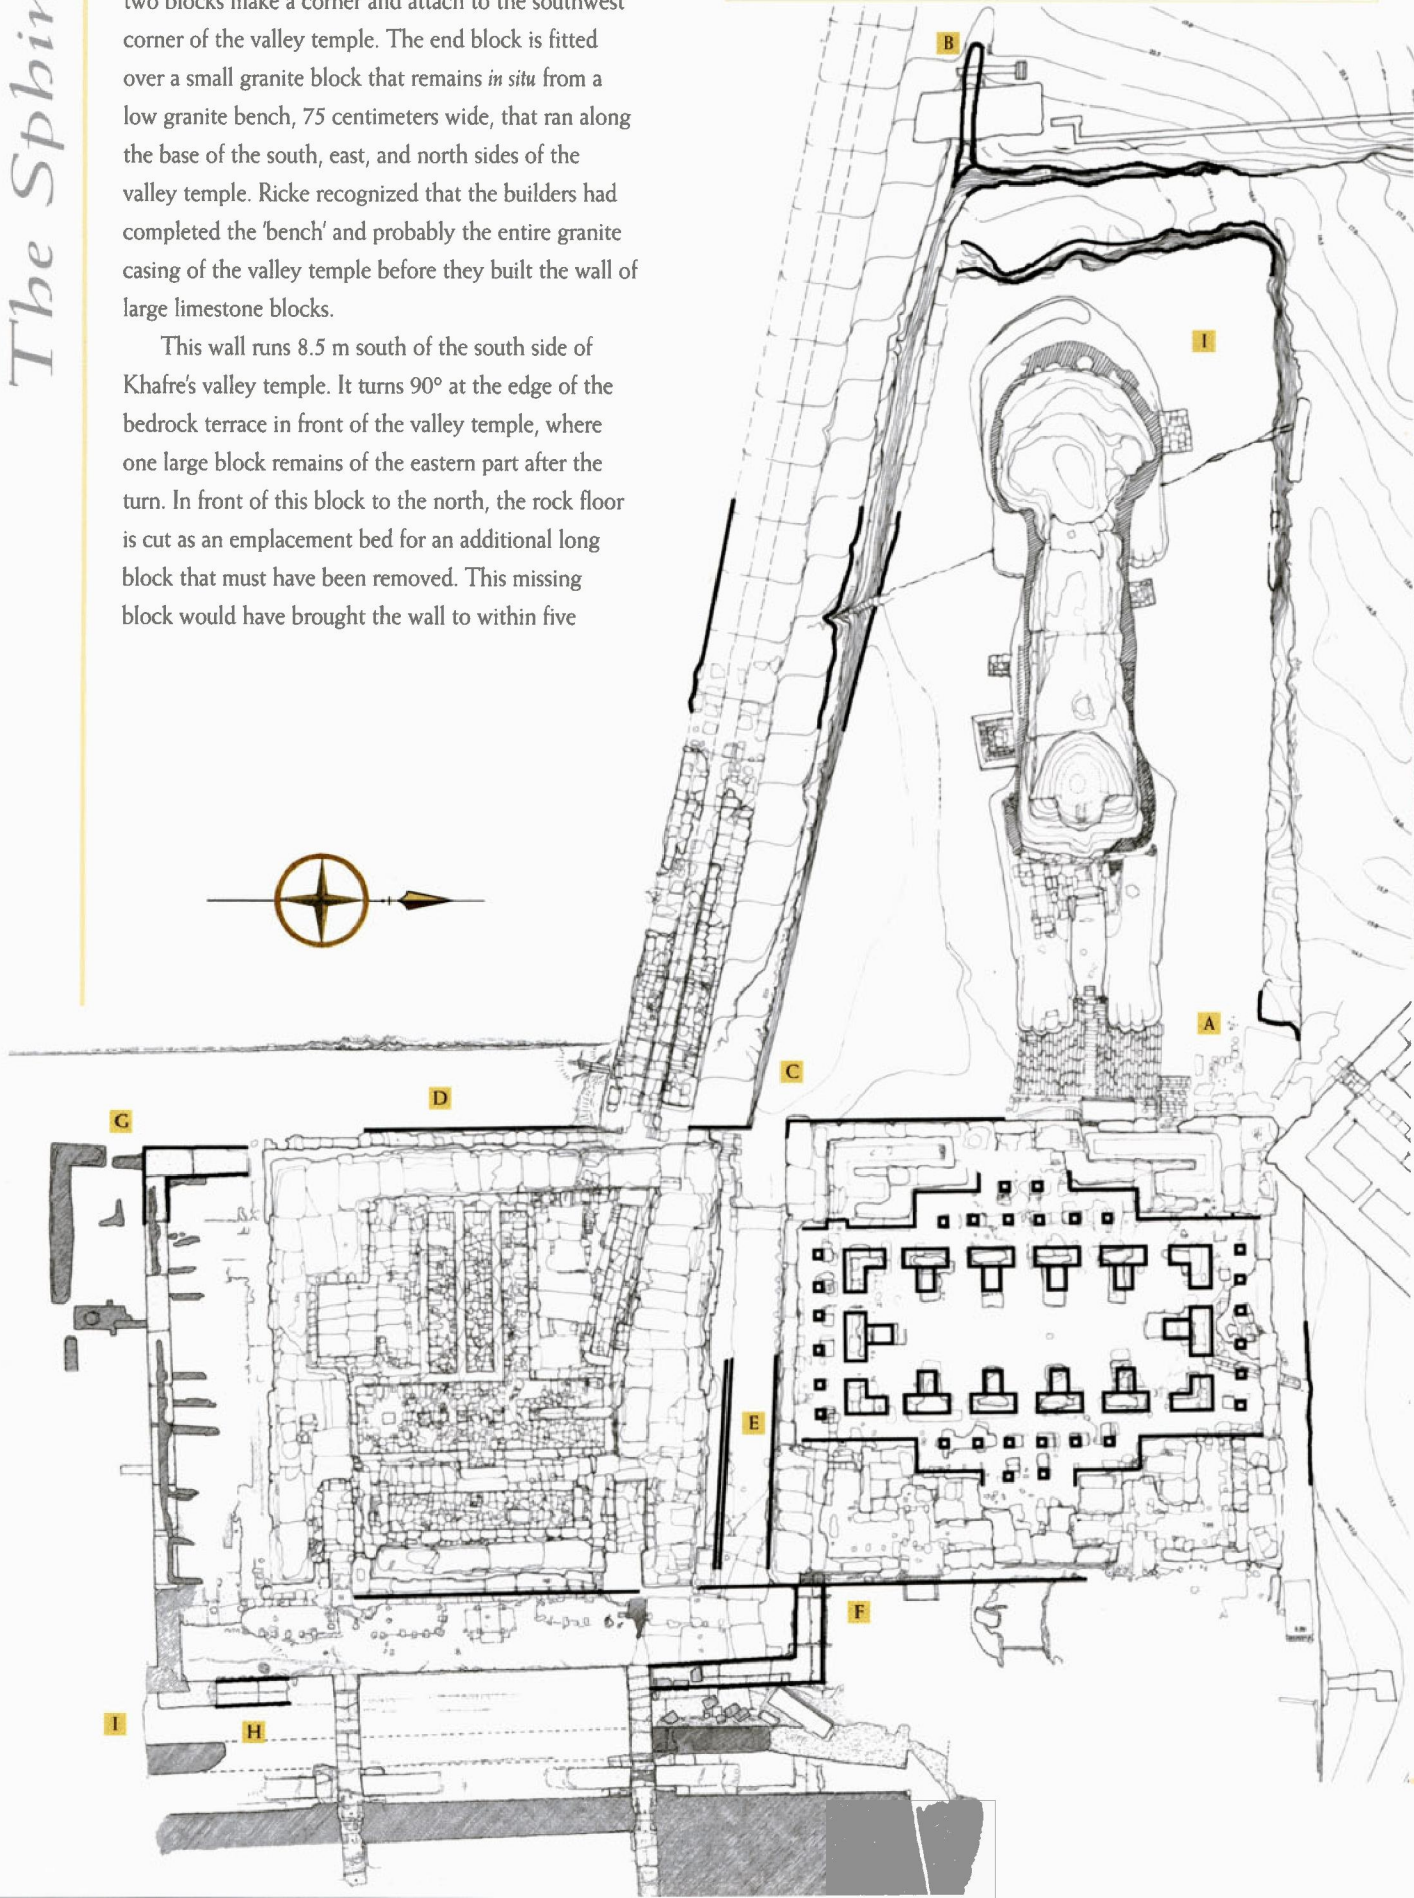 The Sphin
two blocks make a corner and attach to the southwest
corner of the valley temple. The end block is fitted
over a small granite block that remains in situ from a
low granite bench, 75 centimeters wide, that ran along
the base of the south, east, and north sides of the
valley temple. Ricke recognized that the builders had
completed the 'bench' and probably the entire granite
casing of the valley temple before they built the wall of
large limestone blocks.
This wall runs 8.5 m south of the south side of
Khafre's valley temple. It turns 90° at the edge of the
bedrock terrace in front of the valley temple, where
one large block remains of the eastern part after the
turn. In front of this block to the north, the rock floor
is cut as an emplacement bed for an additional long
block that must have been removed. This missing
block would have brought the wall to within five
B
I
A
C
D
G
E
F
I
H